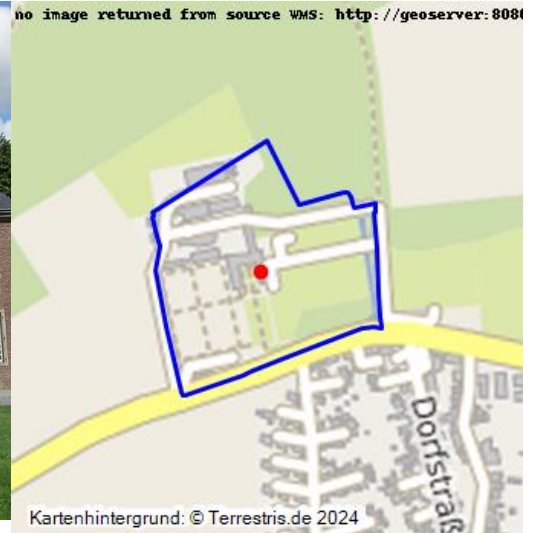 no image returned from source WMS: http://geoserver:808
Dorfstraß
Kartenhintergrund: © Terrestris.de 2024